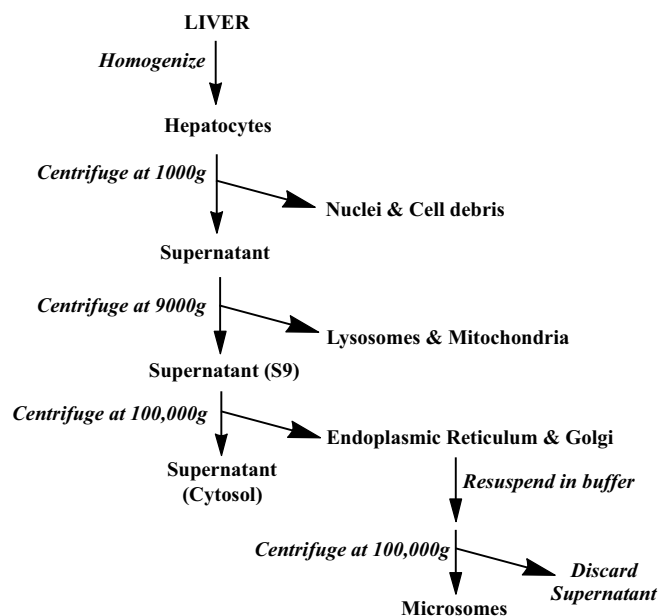 LIVER
Homogenize
Hepatocytes
Centrifuge at 1000g
Nuclei & Cell debris
Supernatant
Centrifuge at 9000g
Lysosomes & Mitochondria
Supernatant (S9)
Centrifuge at 100,000g
Endoplasmic Reticulum & Golgi
Supernatant
(Cytosol)
Resuspend in buffer
Centrifuge at 100,000g
Discard
Supernatant
Microsomes